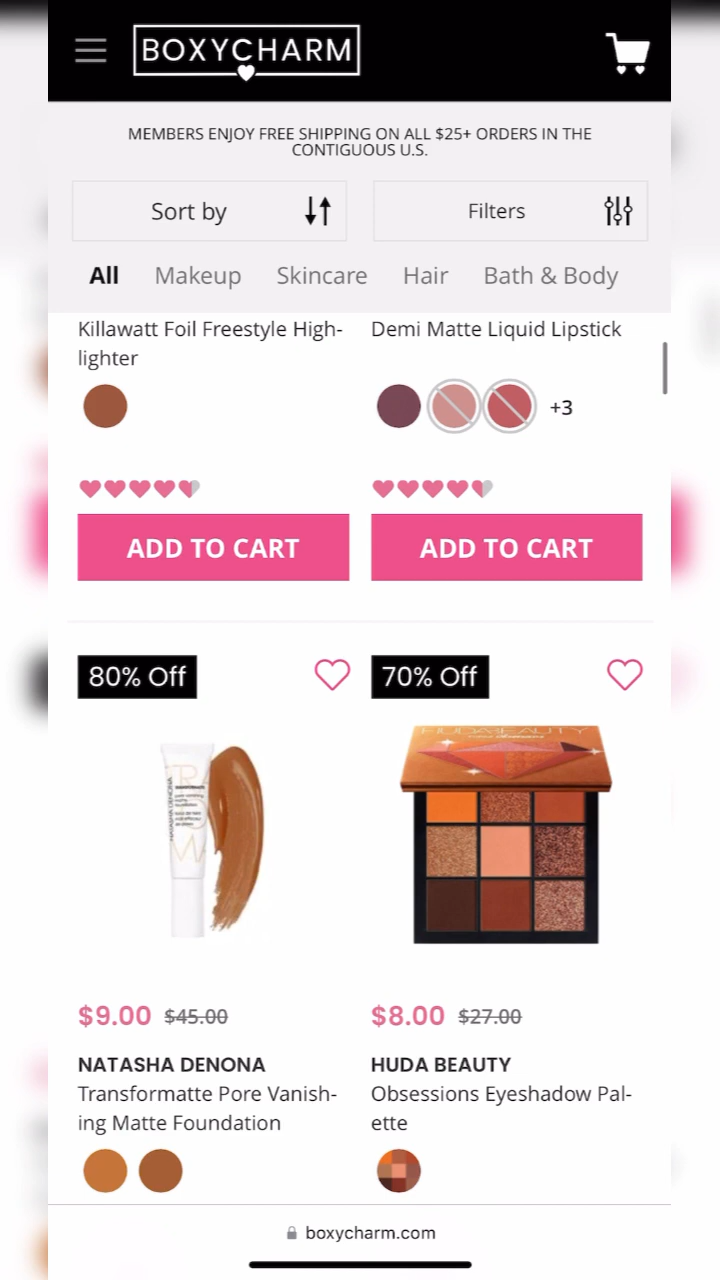 BOXYCHARM
MEMBERS ENJOY FREE SHIPPING ON ALL $25+ ORDERS IN THE
CONTIGUOUS U.S.
Sort by
Filters
All Makeup Skincare Hair Bath & Body
Killawatt Foil Freestyle High-
lighter
Demi Matte Liquid Lipstick
+3
ADD TO CART
ADD TO CART
80% Off
70% Off
NATASHA DENONA
HUDABEAUTY
$9.00 $45.00
NATASHA DENONA
Transformatte Pore Vanish-
ing Matte Foundation
$8.00 $27.00
HUDA BEAUTY
Obsessions Eyeshadow Pal-
ette
boxycharm.com